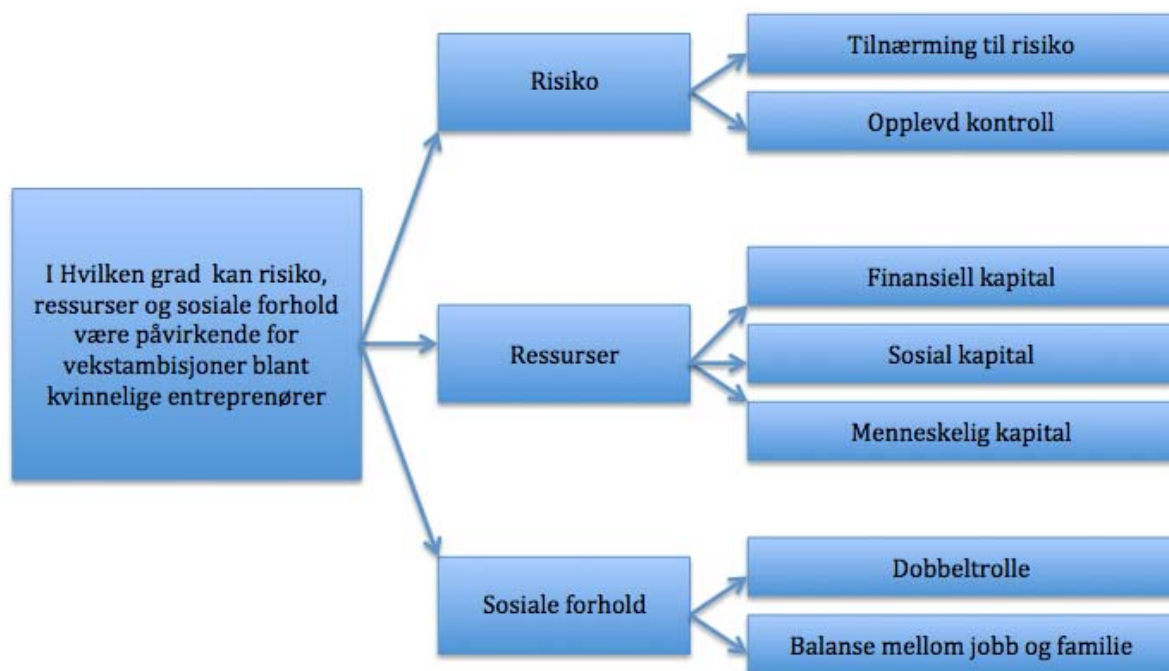 I Hvilken grad kan risiko,
ressurser og sosiale forhold
være påvirkende for
vekstambisjoner blant
kvinnelige entreprenører
Risiko
Tilnærming til risiko
Opplevd kontroll
Ressurser
Finansiell kapital
Sosial kapital
Menneskelig kapital
Sosiale forhold
Dobbeltrolle
Balanse mellom jobb og familie